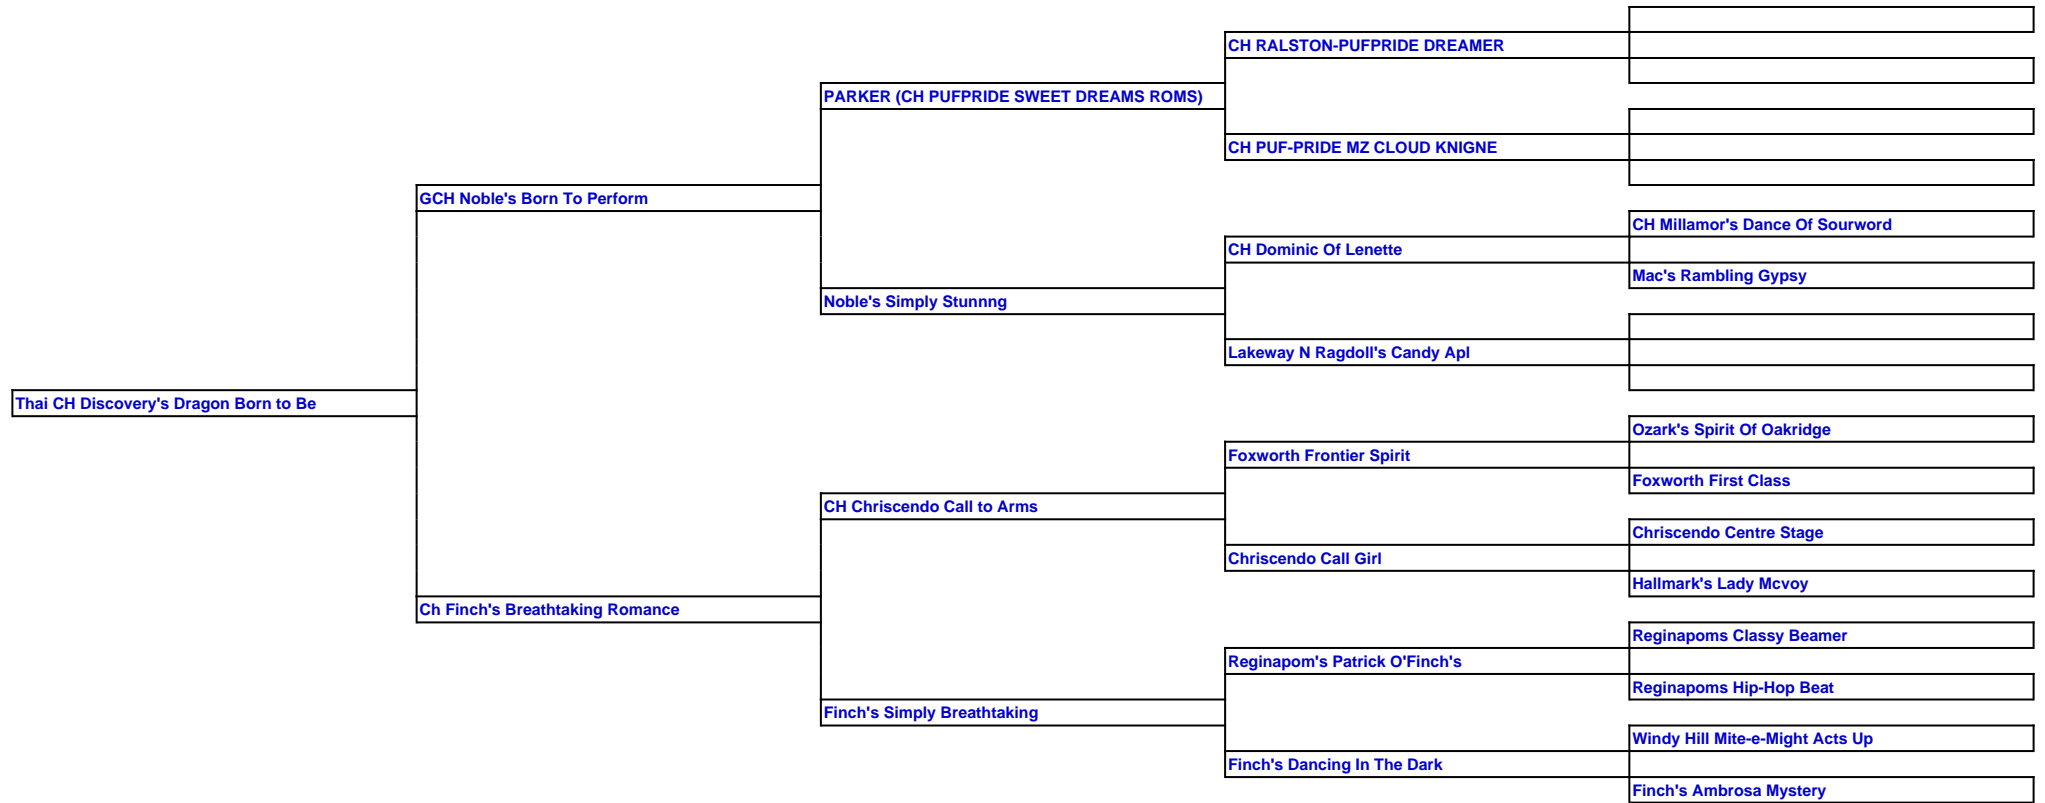 CH RALSTON-PUFPRIDE DREAMER
PARKER (CH PUFPRIDE SWEET DREAMS ROMS)
CH PUF-PRIDE MZ CLOUD KNIGNE
GCH Noble's Born To Perform
CH Millamor's Dance Of Sourword
CH Dominic Of Lenette
Mac's Rambling Gypsy
Noble's Simply Stunnng
Lakeway N Ragdoll's Candy Apl
Thai CH Discovery's Dragon Born to Be
Ozark's Spirit Of Oakridge
Foxworth Frontier Spirit
Foxworth First Class
CH Chriscendo Call to Arms
Chriscendo Centre Stage
Chriscendo Call Girl
Hallmark's Lady Mcvoy
Ch Finch's Breathtaking Romance
Reginapoms Classy Beamer
Reginapom's Patrick O'Finch's
Reginapoms Hip-Hop Beat
Finch's Simply Breathtaking
Windy Hill Mite-e-Might Acts Up
Finch's Dancing In The Dark
Finch's Ambrosa Mystery